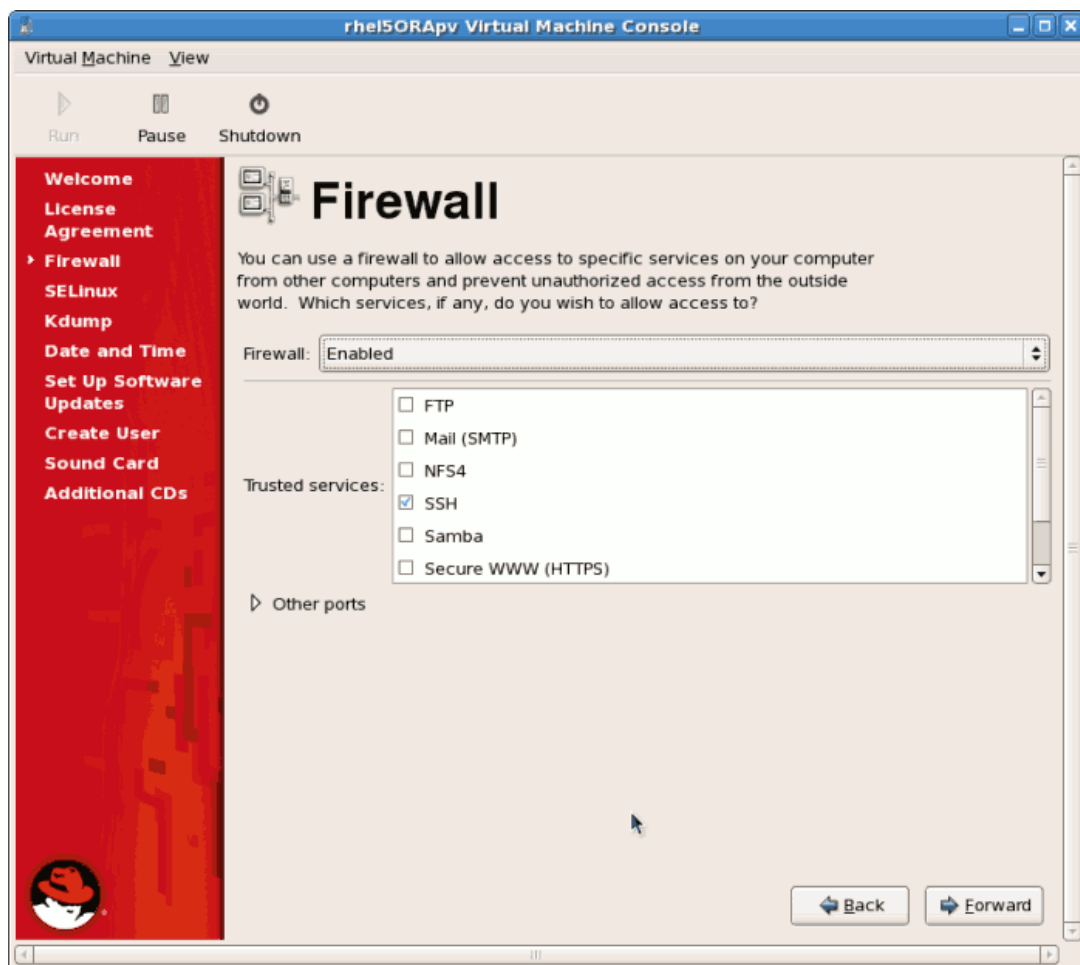 rhel5ORApv Virtual Machine Console
Virtual Machine View
Run Pause Shutdown
Welcome
License
Agreement
Firewall
SELinux
Kdump
Date and Time
Set Up Software
Updates
Create User
Sound Card
Additional CDs
Firewall
You can use a firewall to allow access to specific services on your computer
from other computers and prevent unauthorized access from the outside
world. Which services, if any, do you wish to allow access to?
Firewall: Enabled
Trusted services:
FTP
Mail (SMTP)
NFS4
SSH
Samba
Secure WWW (HTTPS)
Other ports
Back Forward